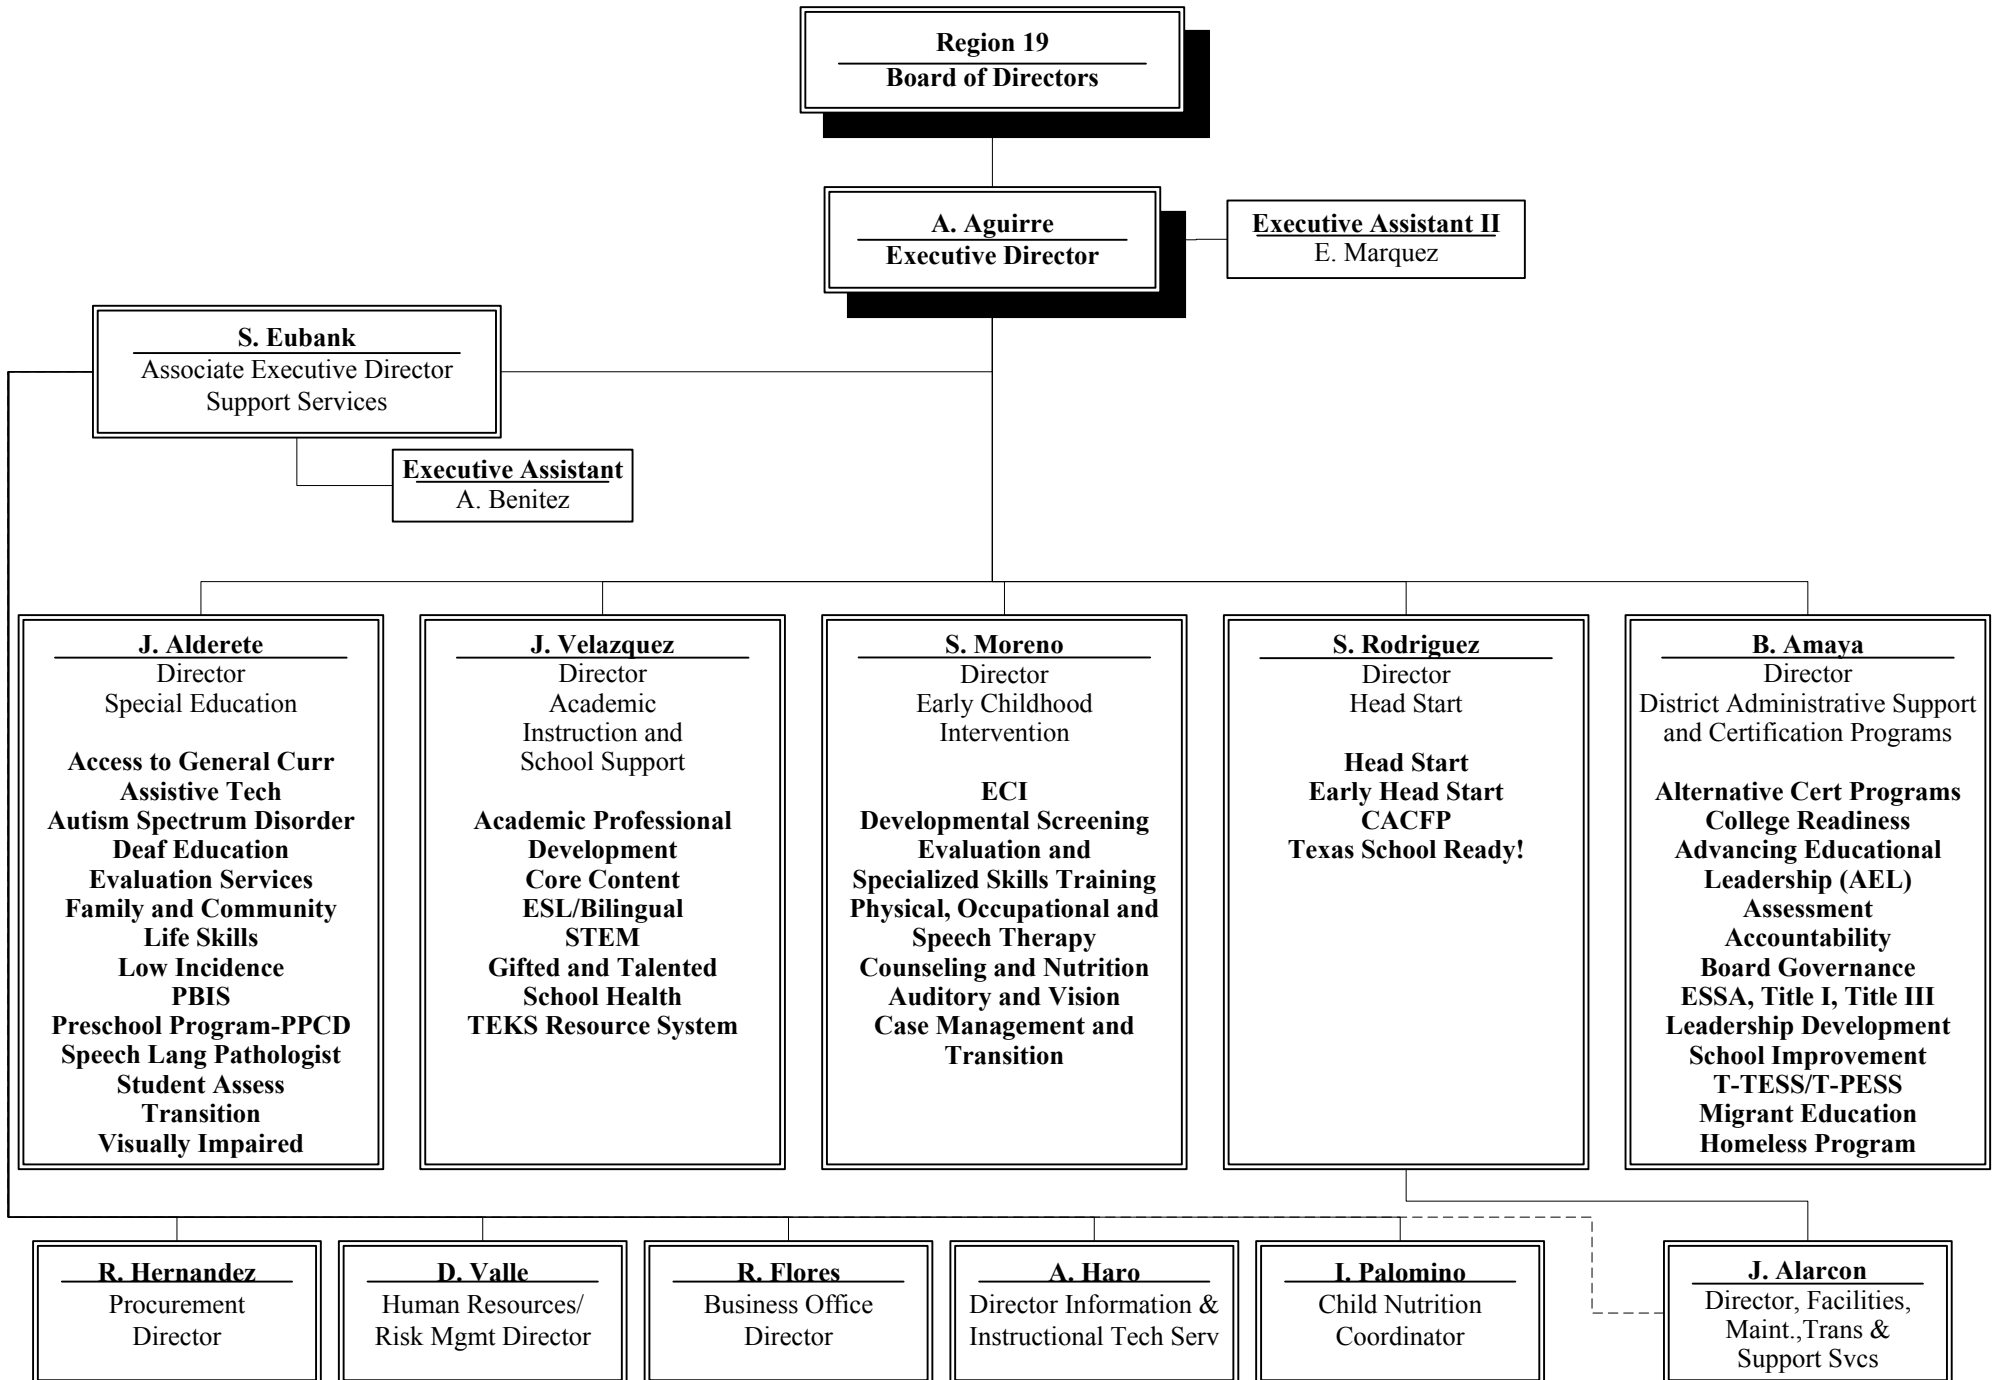 Region 19
Board of Directors
A. Aguirre
Executive Director
Executive Assistant II
E. Marquez
S. Eubank
Associate Executive Director
Support Services
Executive Assistant
A. Benitez
J. Alderete
Director
Special Education
Access to General Curr
Assistive Tech
Autism Spectrum Disorder
Deaf Education
Evaluation Services
Family and Community
Life Skills
Low Incidence
PBIS
Preschool Program-PPCD
Speech Lang Pathologist
Student Assess
Transition
Visually Impaired
J. Velazquez
Director
Academic
Instruction and
School Support
Academic Professional
Development
Core Content
ESL/Bilingual
STEM
Gifted and Talented
School Health
TEKS Resource System
S. Moreno
Director
Early Childhood
Intervention
ECI
Developmental Screening
Evaluation and
Specialized Skills Training
Physical, Occupational and
Speech Therapy
Counseling and Nutrition
Auditory and Vision
Case Management and
Transition
S. Rodriguez
Director
Head Start
Head Start
Early Head Start
CACFP
Texas School Ready!
B. Amaya
Director
District Administrative Support
and Certification Programs
Alternative Cert Programs
College Readiness
Advancing Educational
Leadership (AEL)
Assessment
Accountability
Board Governance
ESSA, Title I, Title III
Leadership Development
School Improvement
T-TESS/T-PESS
Migrant Education
Homeless Program
R. Hernandez
Procurement
Director
D. Valle
Human Resources/
Risk Mgmt Director
R. Flores
Business Office
Director
A. Haro
Director Information &
Instructional Tech Serv
I. Palomino
Child Nutrition
Coordinator
J. Alarcon
Director, Facilities,
Maint.,Trans &
Support Svcs